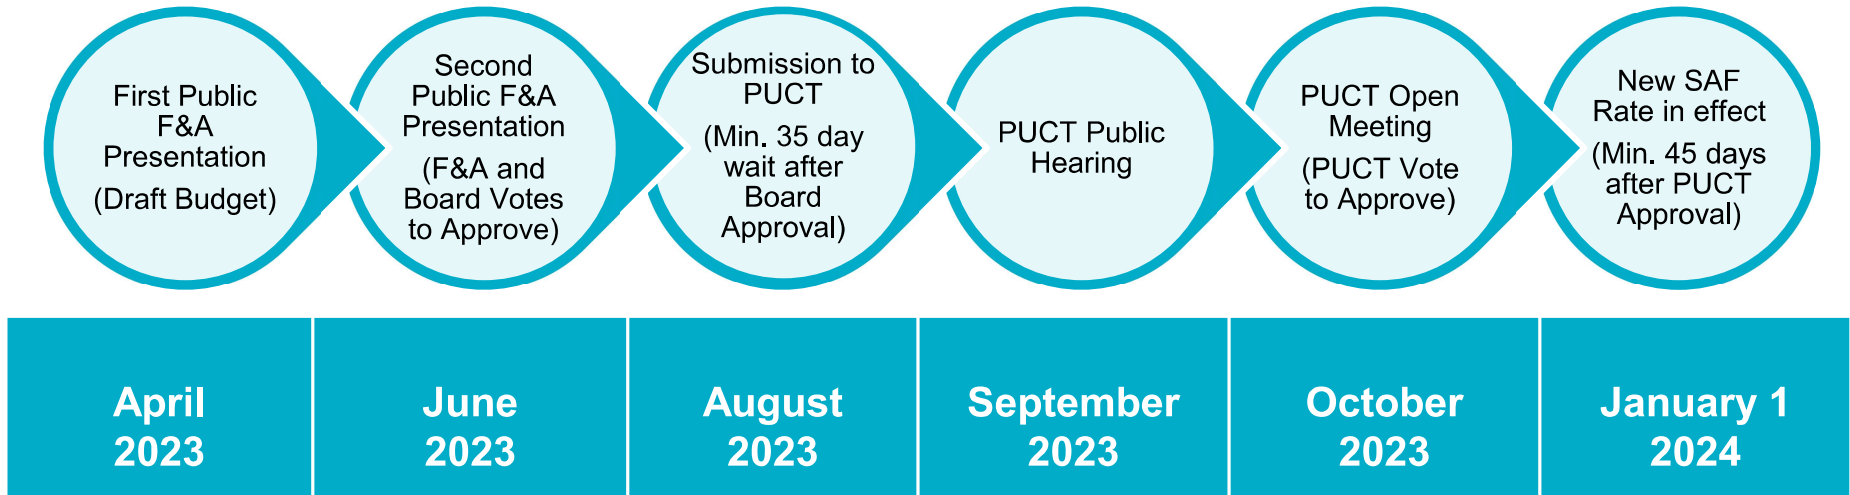 First Public
F&A
Presentation
(Draft Budget)
Second
Public F&A
Presentation
(F&A and
Board Votes
to Approve)
Submission to
PUCT
(Min. 35 day
wait after
Board
Approval)
PUCT Public
Hearing
PUCT Open
Meeting
(PUCT Vote
to Approve)
New SAF
Rate in effect
(Min. 45 days
after PUCT
Approval)
April
2023
June
2023
August
2023
September
2023
October
2023
January 1
2024